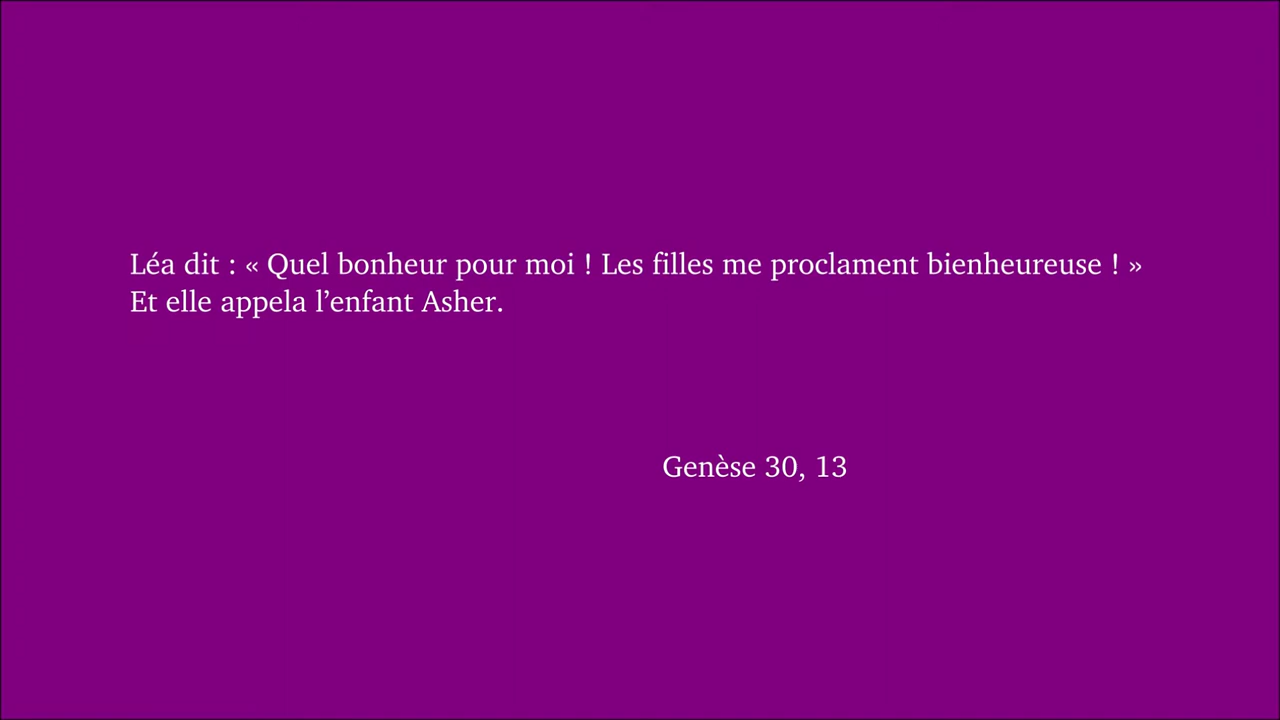 Léa dit : « Quel bonheur pour moi ! Les filles me proclament bienheureuse ! »
Et elle appela l’enfant Asher.
Genèse 30, 13